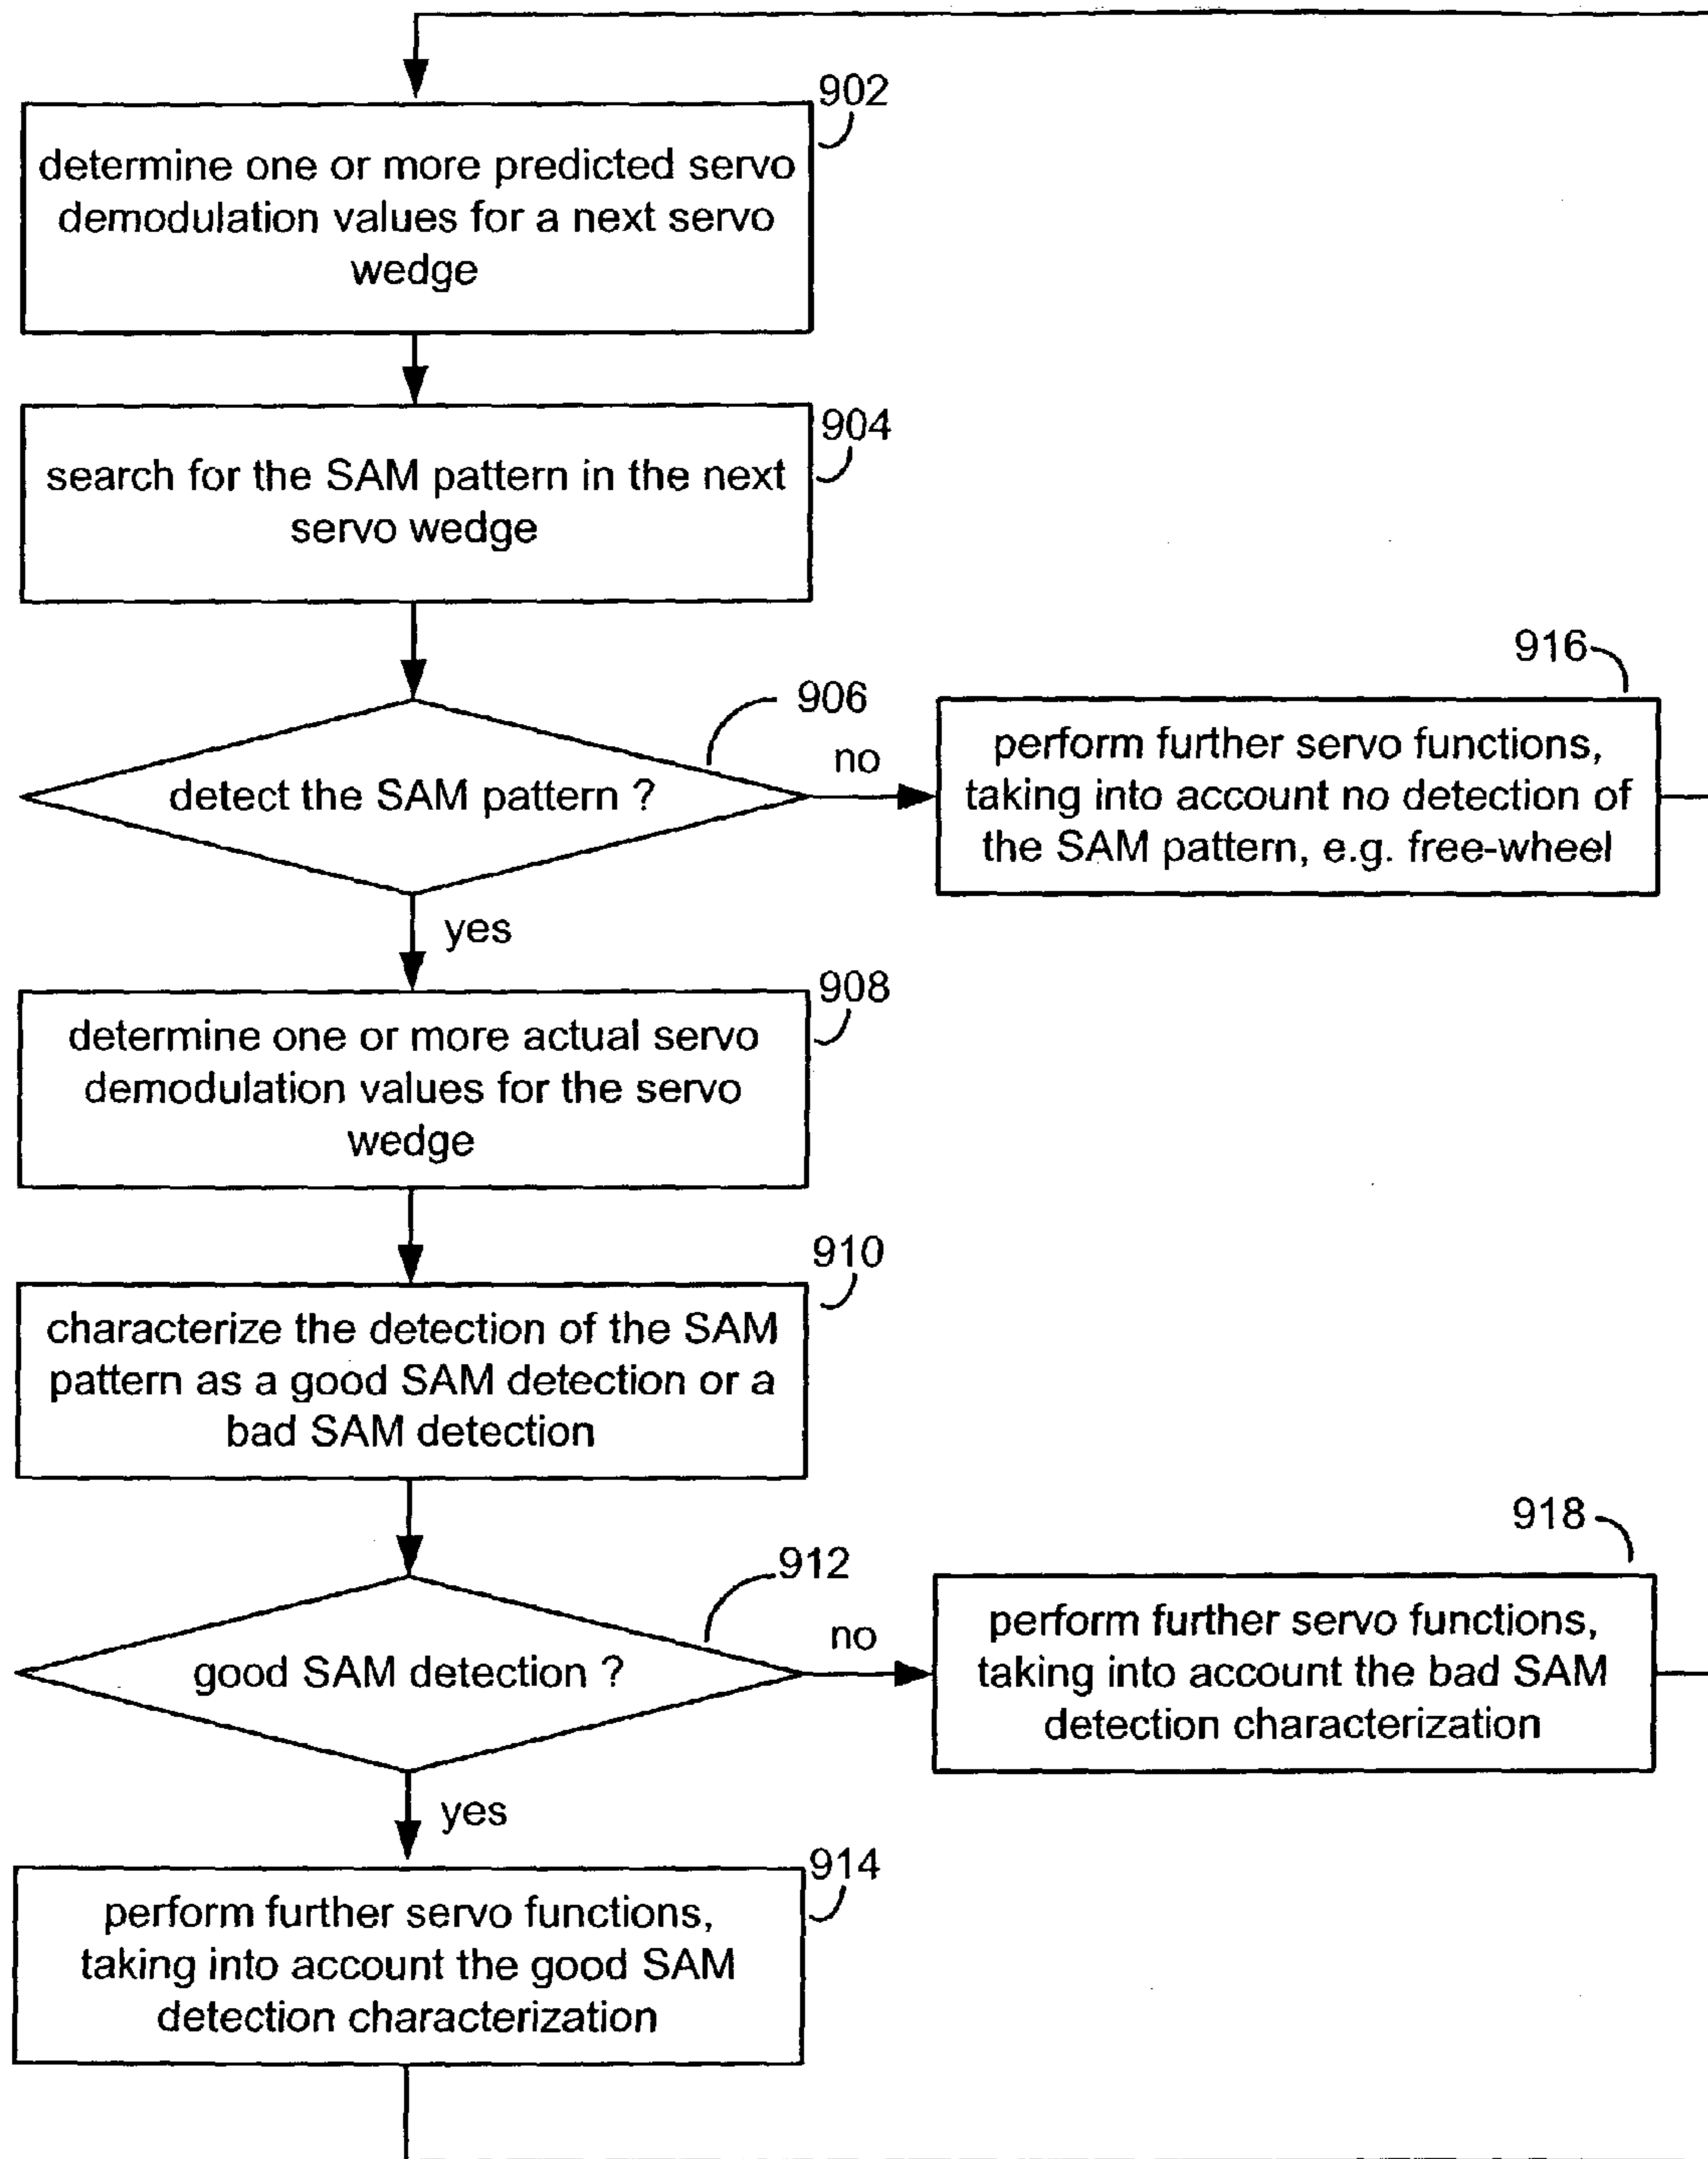 902
determine one or more predicted servo
demodulation values for a next servo
wedge
904
search for the SAM pattern in the next
servo wedge
906
detect the SAM pattern ?
no
916
perform further servo functions,
taking into account no detection of
the SAM pattern, e.g. free-wheel
yes
908
determine one or more actual servo
demodulation values for the servo
wedge
910
characterize the detection of the SAM
pattern as a good SAM detection or a
bad SAM detection
912
good SAM detection ?
no
918
perform further servo functions,
taking into account the bad SAM
detection characterization
yes
914
perform further servo functions,
taking into account the good SAM
detection characterization